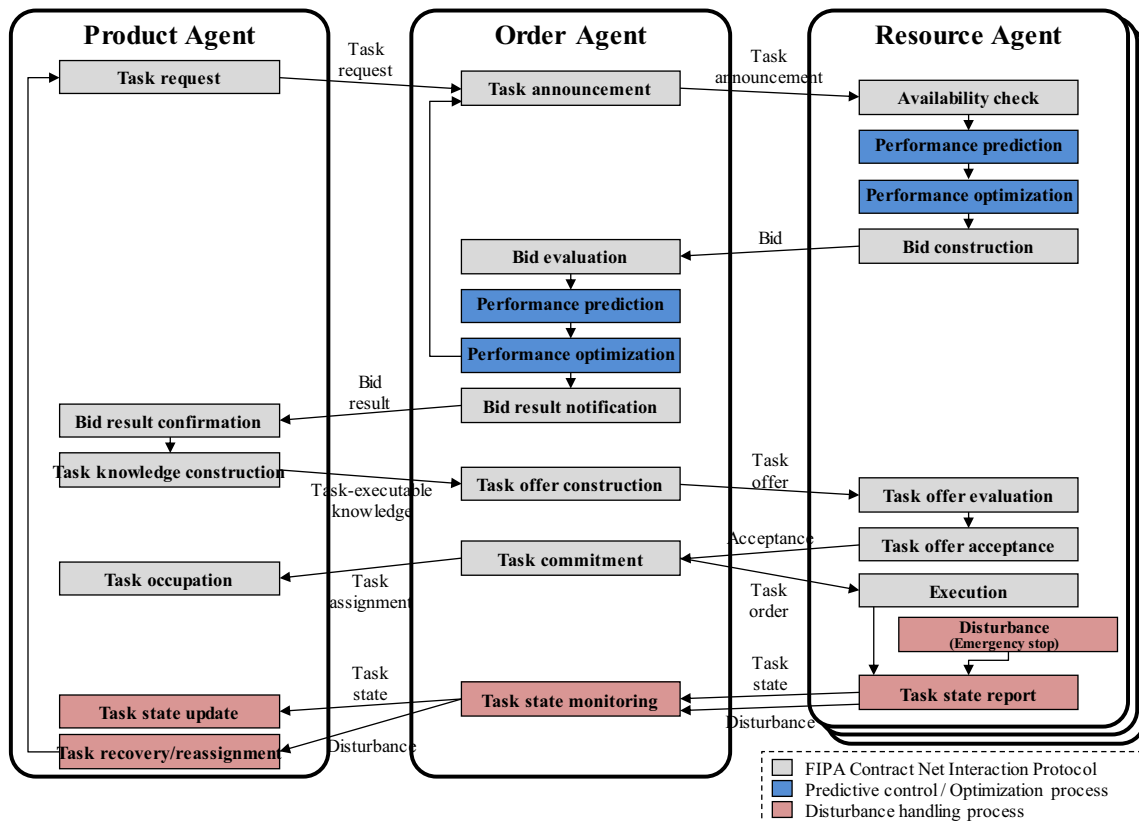 Product Agent
Order Agent
Resource Agent
Task request
Task
request
Task announcement
Task
announcement
Availability check
Performance prediction
Performance optimization
Bid construction
Bid
Bid evaluation
Performance prediction
Performance optimization
Bid result notification
Bid
result
Bid result confirmation
Task knowledge construction
Task-executable
knowledge
Task offer construction
Task
offer
Task offer evaluation
Task offer acceptance
Acceptance
Task commitment
Task occupation
Task
assignment
Task
order
Execution
Disturbance
(Emergency stop)
Task state report
Task
state
Disturbance
Task state monitoring
Task
state
Disturbance
Task state update
Task recovery/reassignment
FIPA Contract Net Interaction Protocol
Predictive control / Optimization process
Disturbance handling process